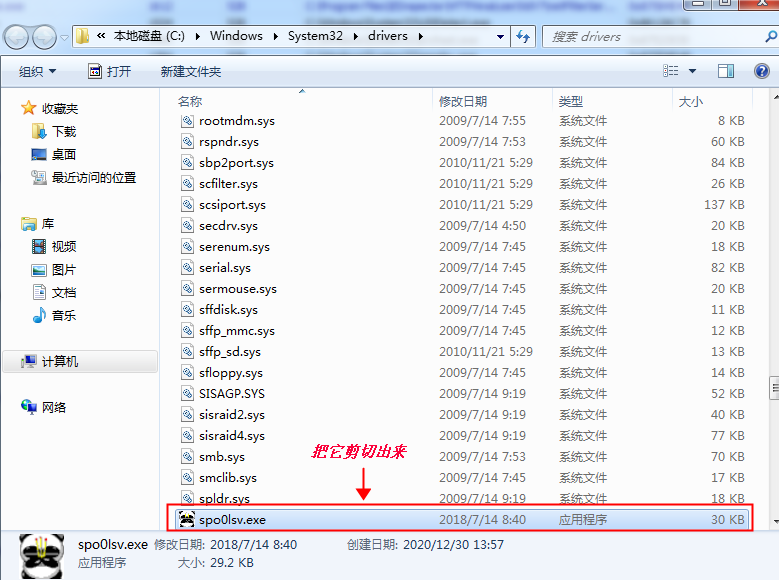 « 本地磁盘 (C:) ▸ Windows ▸ System32 ▸ drivers ▸
搜索 drivers
组织 打开 新建文件夹
收藏夹
下载
桌面
最近访问的位置
库
视频
图片
文档
音乐
计算机
网络
名称 修改日期 类型 大小
rootmdm.sys 2009/7/14 7:55 系统文件 8 KB
rspndr.sys 2009/7/14 7:53 系统文件 60 KB
sbp2port.sys 2010/11/21 5:29 系统文件 84 KB
scfilter.sys 2010/11/21 5:29 系统文件 26 KB
scsiport.sys 2010/11/21 5:29 系统文件 137 KB
secdrv.sys 2009/7/14 4:50 系统文件 20 KB
serenum.sys 2009/7/14 7:45 系统文件 18 KB
serial.sys 2009/7/14 7:45 系统文件 82 KB
sermouse.sys 2009/7/14 7:45 系统文件 20 KB
sffdisk.sys 2009/7/14 7:45 系统文件 11 KB
sffp_mmc.sys 2009/7/14 7:45 系统文件 12 KB
sffp_sd.sys 2010/11/21 5:29 系统文件 13 KB
sfloppy.sys 2009/7/14 7:45 系统文件 14 KB
SISAGP.SYS 2009/7/14 9:19 系统文件 52 KB
sisraid2.sys 2009/7/14 9:19 系统文件 40 KB
sisraid4.sys 2009/7/14 9:19 系统文件 77 KB
smb.sys 2009/7/14 7:53 系统文件 70 KB
smclib.sys 2009/7/14 7:45 系统文件 17 KB
spldr.sys 2009/7/14 9:19 系统文件 18 KB
spo0lsv.exe 2018/7/14 8:40 应用程序 30 KB
把它剪切出来
spo0lsv.exe 修改日期: 2018/7/14 8:40 创建日期: 2020/12/30 13:57
应用程序 大小: 29.2 KB